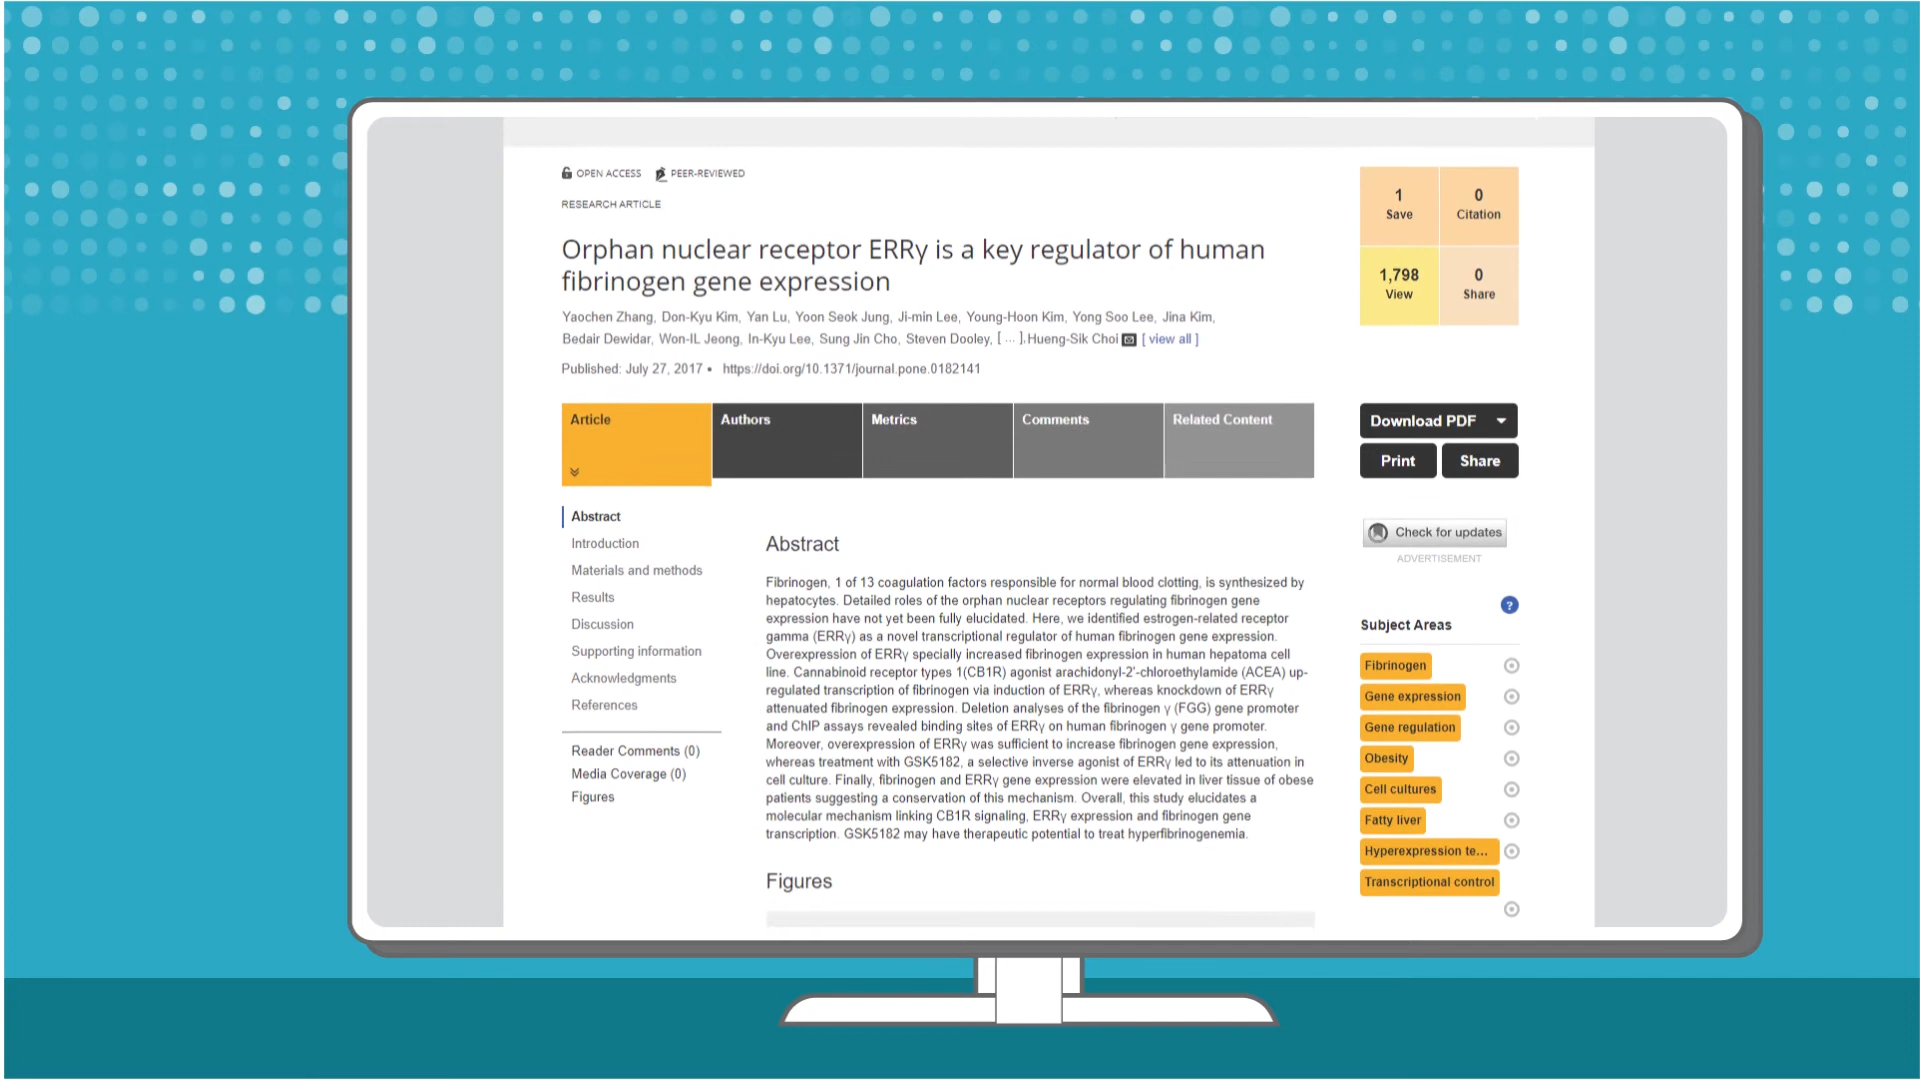 OPEN ACCESS PEER-REVIEWED
RESEARCH ARTICLE
Orphan nuclear receptor ERRγ is a key regulator of human
fibrinogen gene expression
Yaochen Zhang, Don-Kyu Kim, Yan Lu, Yoon Seok Jung, Ji-min Lee, Young-Hoon Kim, Yong Soo Lee, Jina Kim,
Bedair Dewidar, Won-IL Jeong, In-Kyu Lee, Sung Jin Cho, Steven Dooley, [ ... ],Hueng-Sik Choi [ view all ]
Published: July 27, 2017 • https://doi.org/10.1371/journal.pone.0182141
1
Save
0
Citation
1,798
View
0
Share
Article
Authors
Metrics
Comments
Related Content
Download PDF
Print
Share
Abstract
Introduction
Materials and methods
Results
Discussion
Supporting information
Acknowledgments
References
Reader Comments (0)
Media Coverage (0)
Figures
Abstract
Fibrinogen, 1 of 13 coagulation factors responsible for normal blood clotting, is synthesized by
hepatocytes. Detailed roles of the orphan nuclear receptors regulating fibrinogen gene
expression have not yet been fully elucidated. Here, we identified estrogen-related receptor
gamma (ERRγ) as a novel transcriptional regulator of human fibrinogen gene expression.
Overexpression of ERRγ specially increased fibrinogen expression in human hepatoma cell
line. Cannabinoid receptor types 1(CB1R) agonist arachidonyl-2'-chloroethylamide (ACEA) up-
regulated transcription of fibrinogen via induction of ERRγ, whereas knockdown of ERRγ
attenuated fibrinogen expression. Deletion analyses of the fibrinogen γ (FGG) gene promoter
and ChIP assays revealed binding sites of ERRγ on human fibrinogen γ gene promoter.
Moreover, overexpression of ERRγ was sufficient to increase fibrinogen gene expression,
whereas treatment with GSK5182, a selective inverse agonist of ERRγ led to its attenuation in
cell culture. Finally, fibrinogen and ERRγ gene expression were elevated in liver tissue of obese
patients suggesting a conservation of this mechanism. Overall, this study elucidates a
molecular mechanism linking CB1R signaling, ERRγ expression and fibrinogen gene
transcription. GSK5182 may have therapeutic potential to treat hyperfibrinogenemia.
Figures
Check for updates
ADVERTISEMENT
?
Subject Areas
Fibrinogen
Gene expression
Gene regulation
Obesity
Cell cultures
Fatty liver
Hyperexpression te...
Transcriptional control